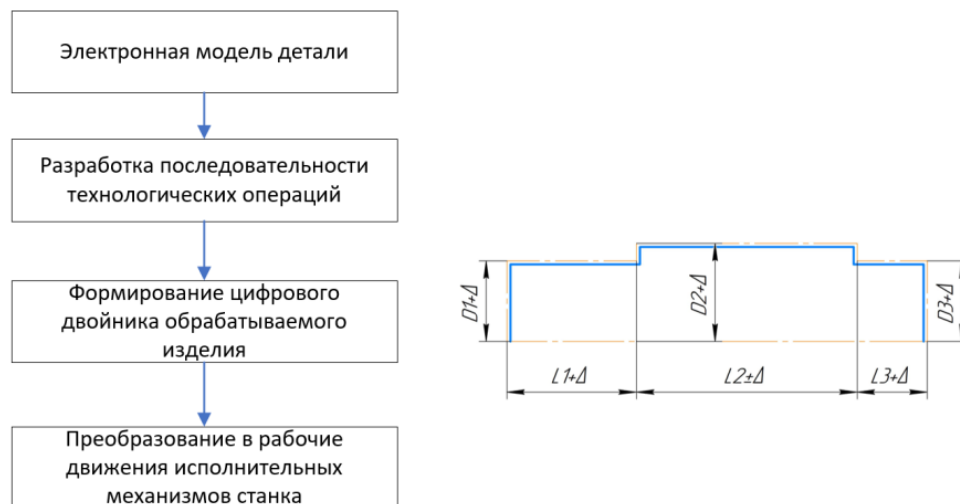 Электронная модель детали
Разработка последовательности
технологических операций
Формирование цифрового
двойника обрабатываемого
изделия
Преобразование в рабочие
движения исполнительных
механизмов станка
D1+Δ
D2+Δ
D3+Δ
L1+Δ
L2±Δ
L3+Δ